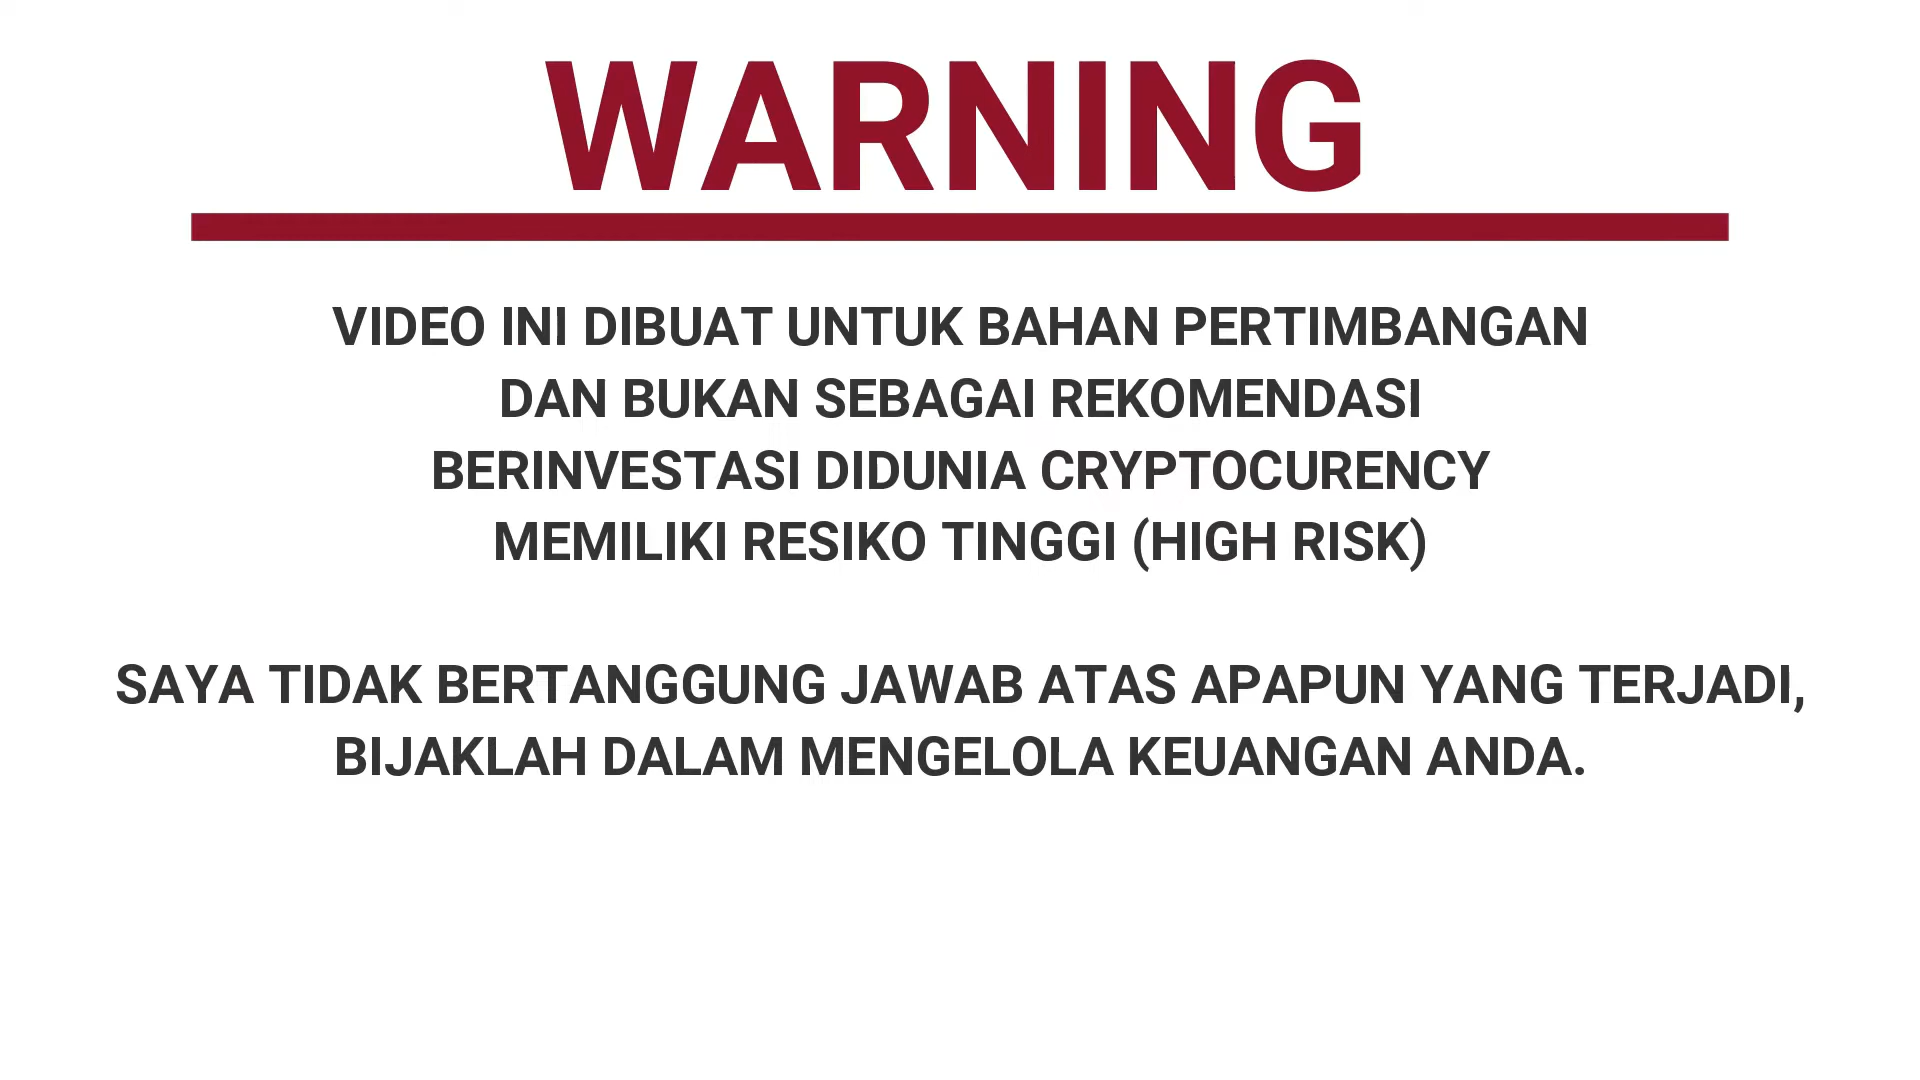 WARNING
VIDEO INI DIBUAT UNTUK BAHAN PERTIMBANGAN
DAN BUKAN SEBAGAI REKOMENDASI
BERINVESTASI DIDUNIA CRYPTOCURENCY
MEMILIKI RESIKO TINGGI (HIGH RISK)
SAYA TIDAK BERTANGGUNG JAWAB ATAS APAPUN YANG TERJADI,
BIJAKLAH DALAM MENGELOLA KEUANGAN ANDA.